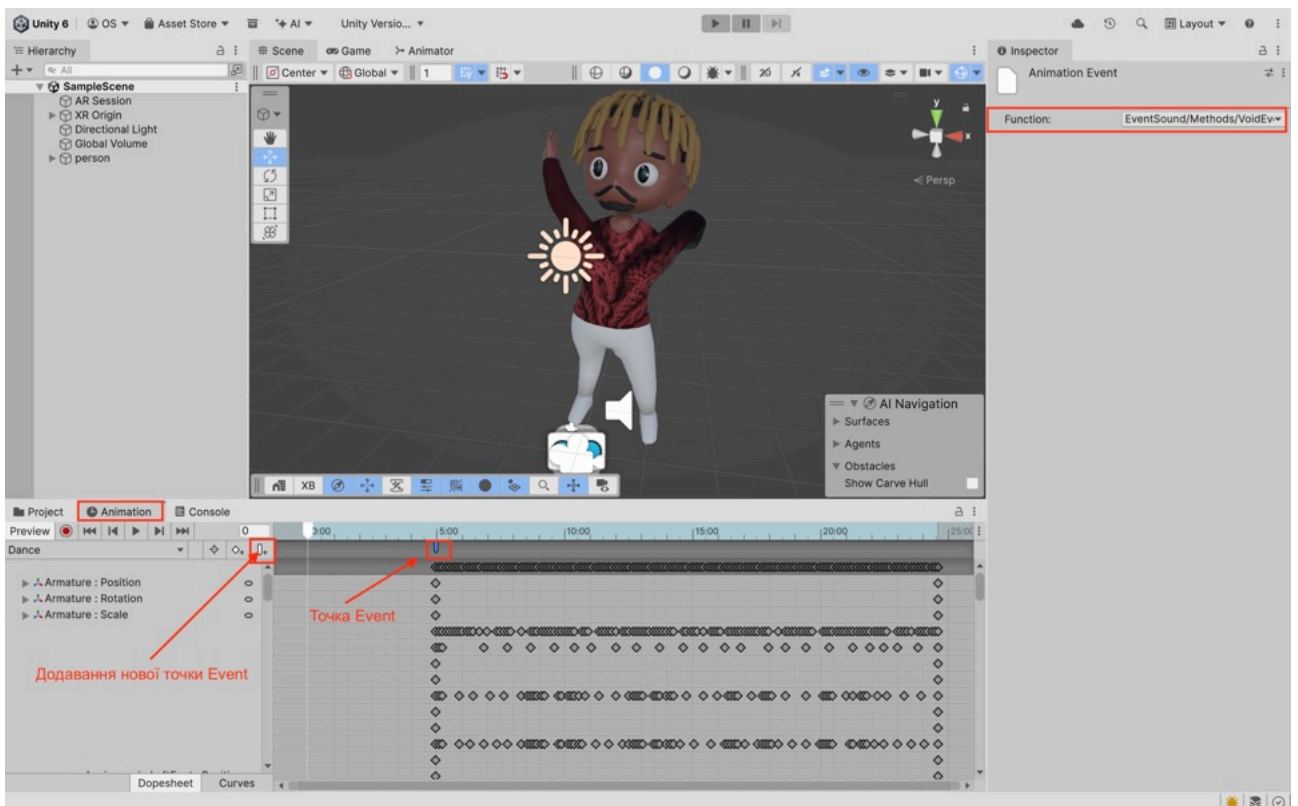 Unity 6 OS Asset Store AI Unity Versio...
Layout
Hierarchy
Scene Game Animator
Inspector
All
Center Global 1
Animation Event
SampleScene
AR Session
XR Origin
Directional Light
Global Volume
person
Function: EventSound/Methods/VoidEv
y
x
Persp
AI Navigation
Surfaces
Agents
Obstacles
Show Carve Hull
XB
Project Animation Console
Preview 0
0:00 5:00 10:00 15:00 20:00 25:00
Dance
Armature : Position
Armature : Rotation
Armature : Scale
Точка Event
Додавання нової точки Event
Dopesheet Curves